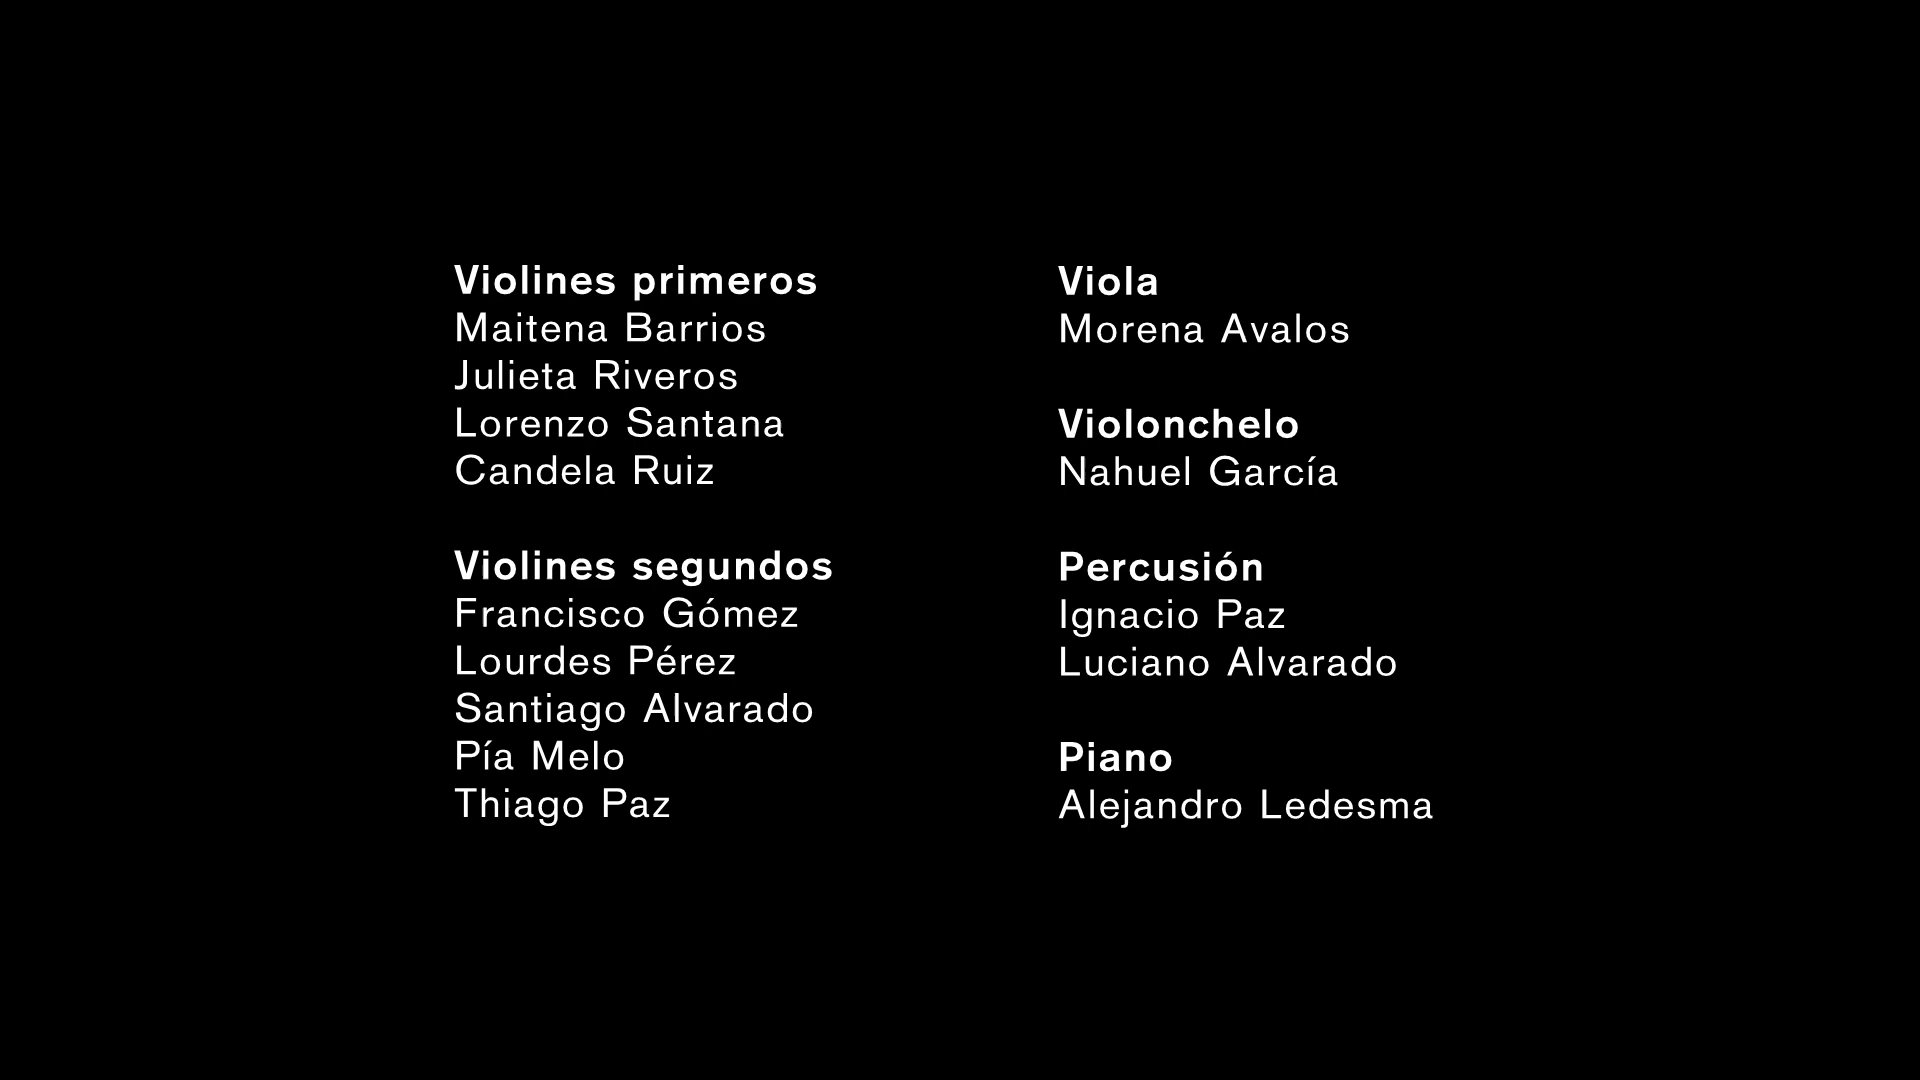 Violines primeros
Maitena Barrios
Julieta Riveros
Lorenzo Santana
Candela Ruiz
Violines segundos
Francisco Gómez
Lourdes Pérez
Santiago Alvarado
Pía Melo
Thiago Paz
Viola
Morena Avalos
Violonchelo
Nahuel García
Percusión
Ignacio Paz
Luciano Alvarado
Piano
Alejandro Ledesma